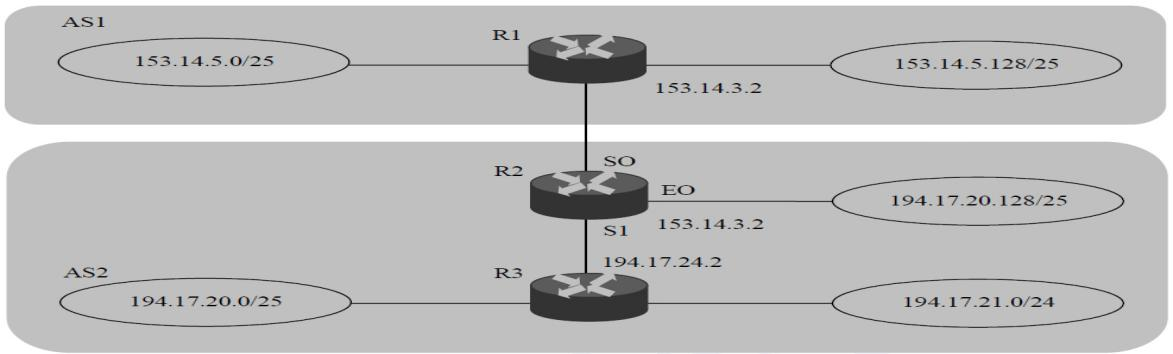 AS1
R1
153.14.5.0/25
153.14.5.128/25
153.14.3.2
R2
SO
EO
194.17.20.128/25
153.14.3.2
S1
194.17.24.2
AS2
R3
194.17.20.0/25
194.17.21.0/24